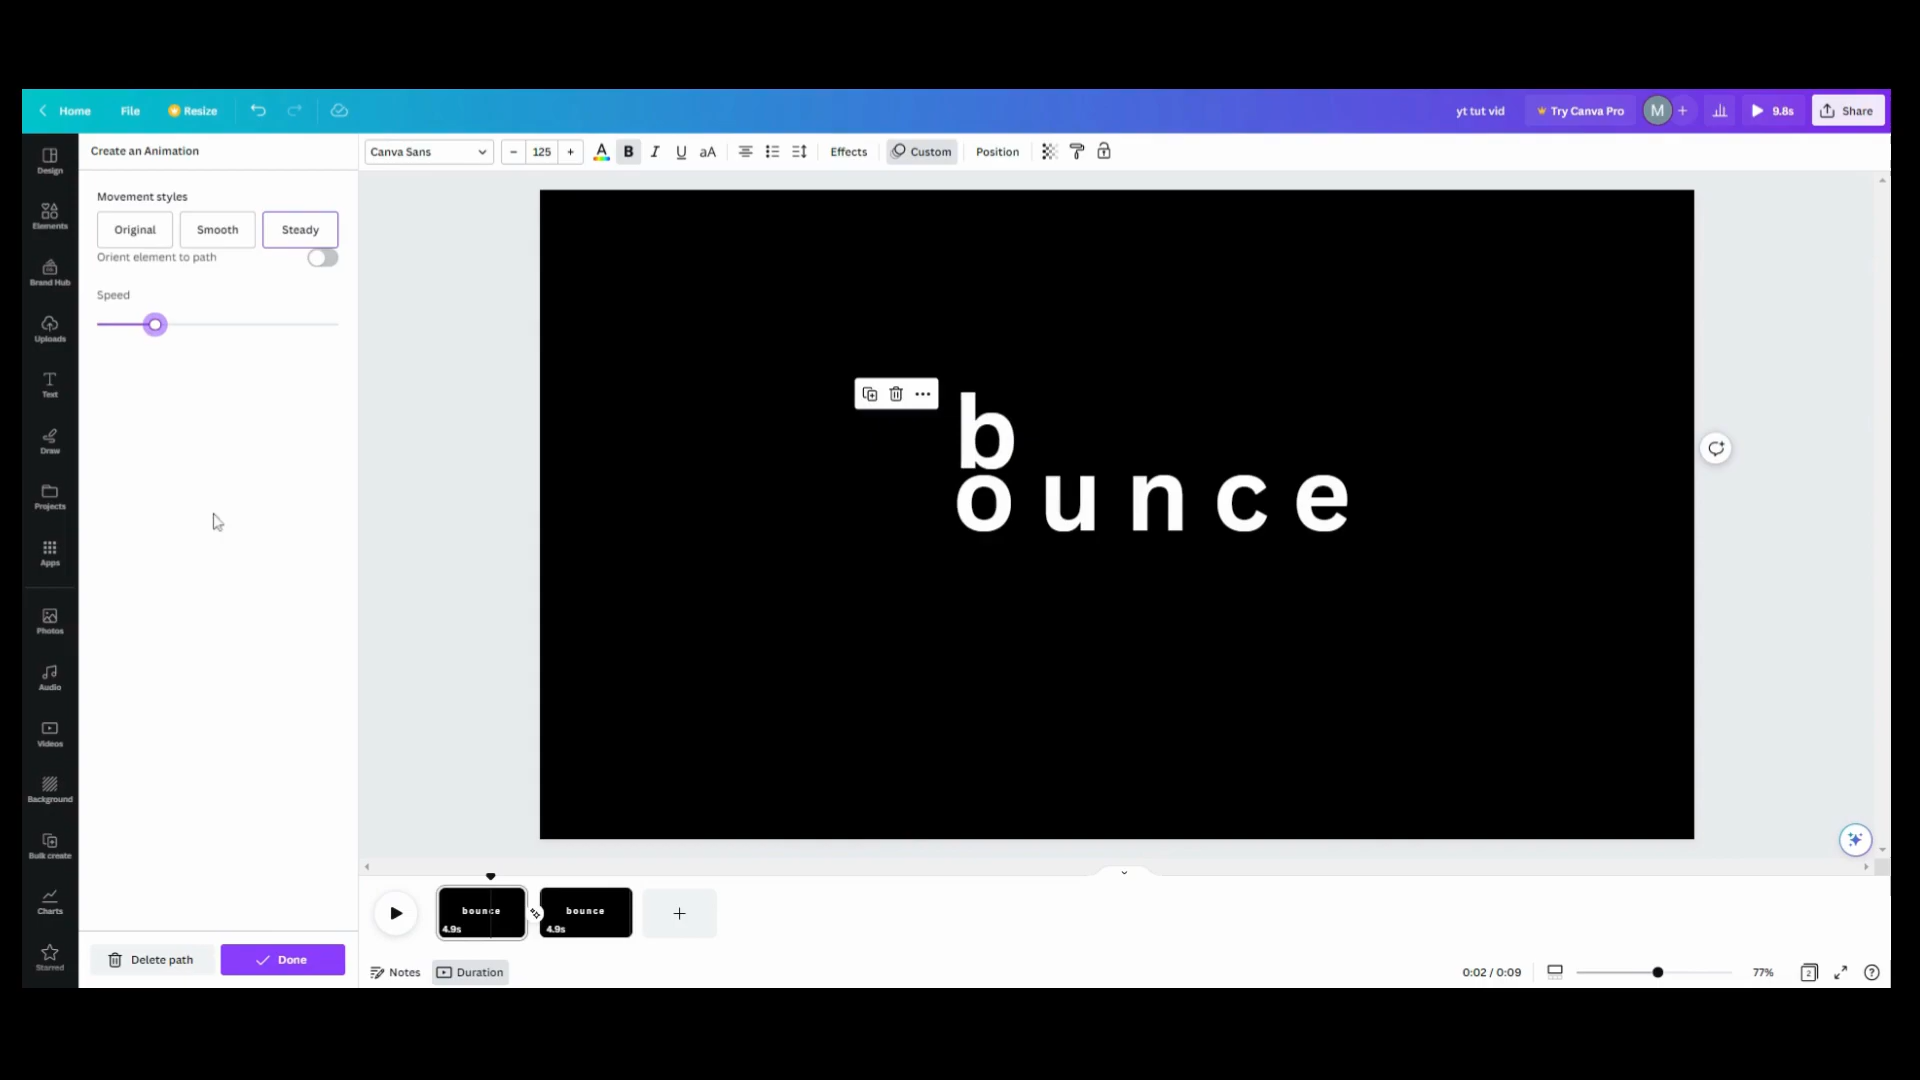 Home File Resize yt tut vid Try Canva Pro M + 9.8s Share
Create an Animation Canva Sans - 125 + A B I U aA Effects Custom Position
Design
Elements
Brand Hub
Uploads
Text
Draw
Projects
Apps
Photos
Audio
Videos
Background
Bulk create
Charts
Starred
Movement styles
Original Smooth Steady
Orient element to path
Speed
Delete path Done
b
o u n c e
bounce
4.9s
bounce
4.9s
+
Notes Duration 0:02 / 0:09 77% 2 ?